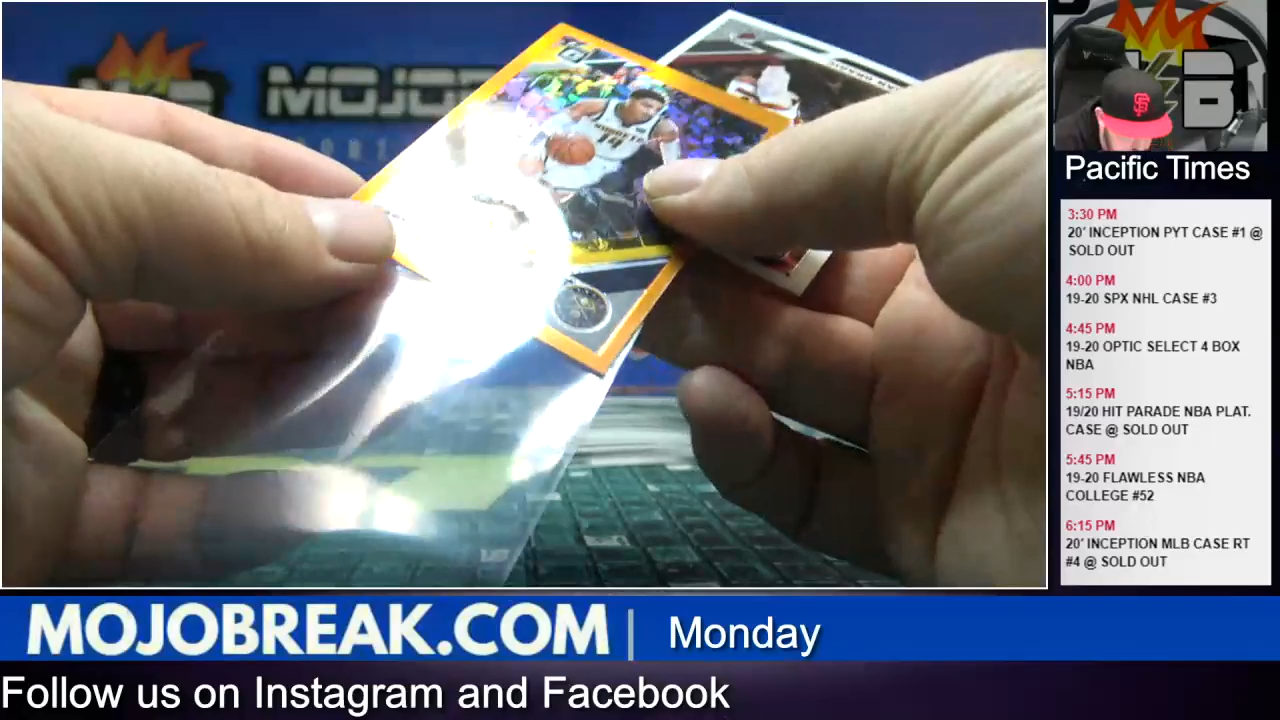 MOJOB
Pacific Times
3:30 PM
20' INCEPTION PYT CASE #1 @
SOLD OUT
4:00 PM
19-20 SPX NHL CASE #3
4:45 PM
19-20 OPTIC SELECT 4 BOX
NBA
5:15 PM
19/20 HIT PARADE NBA PLAT.
CASE @ SOLD OUT
5:45 PM
19-20 FLAWLESS NBA
COLLEGE #52
6:15 PM
20' INCEPTION MLB CASE RT
#4 @ SOLD OUT
MOJOBREAK.COM | Monday
Follow us on Instagram and Facebook